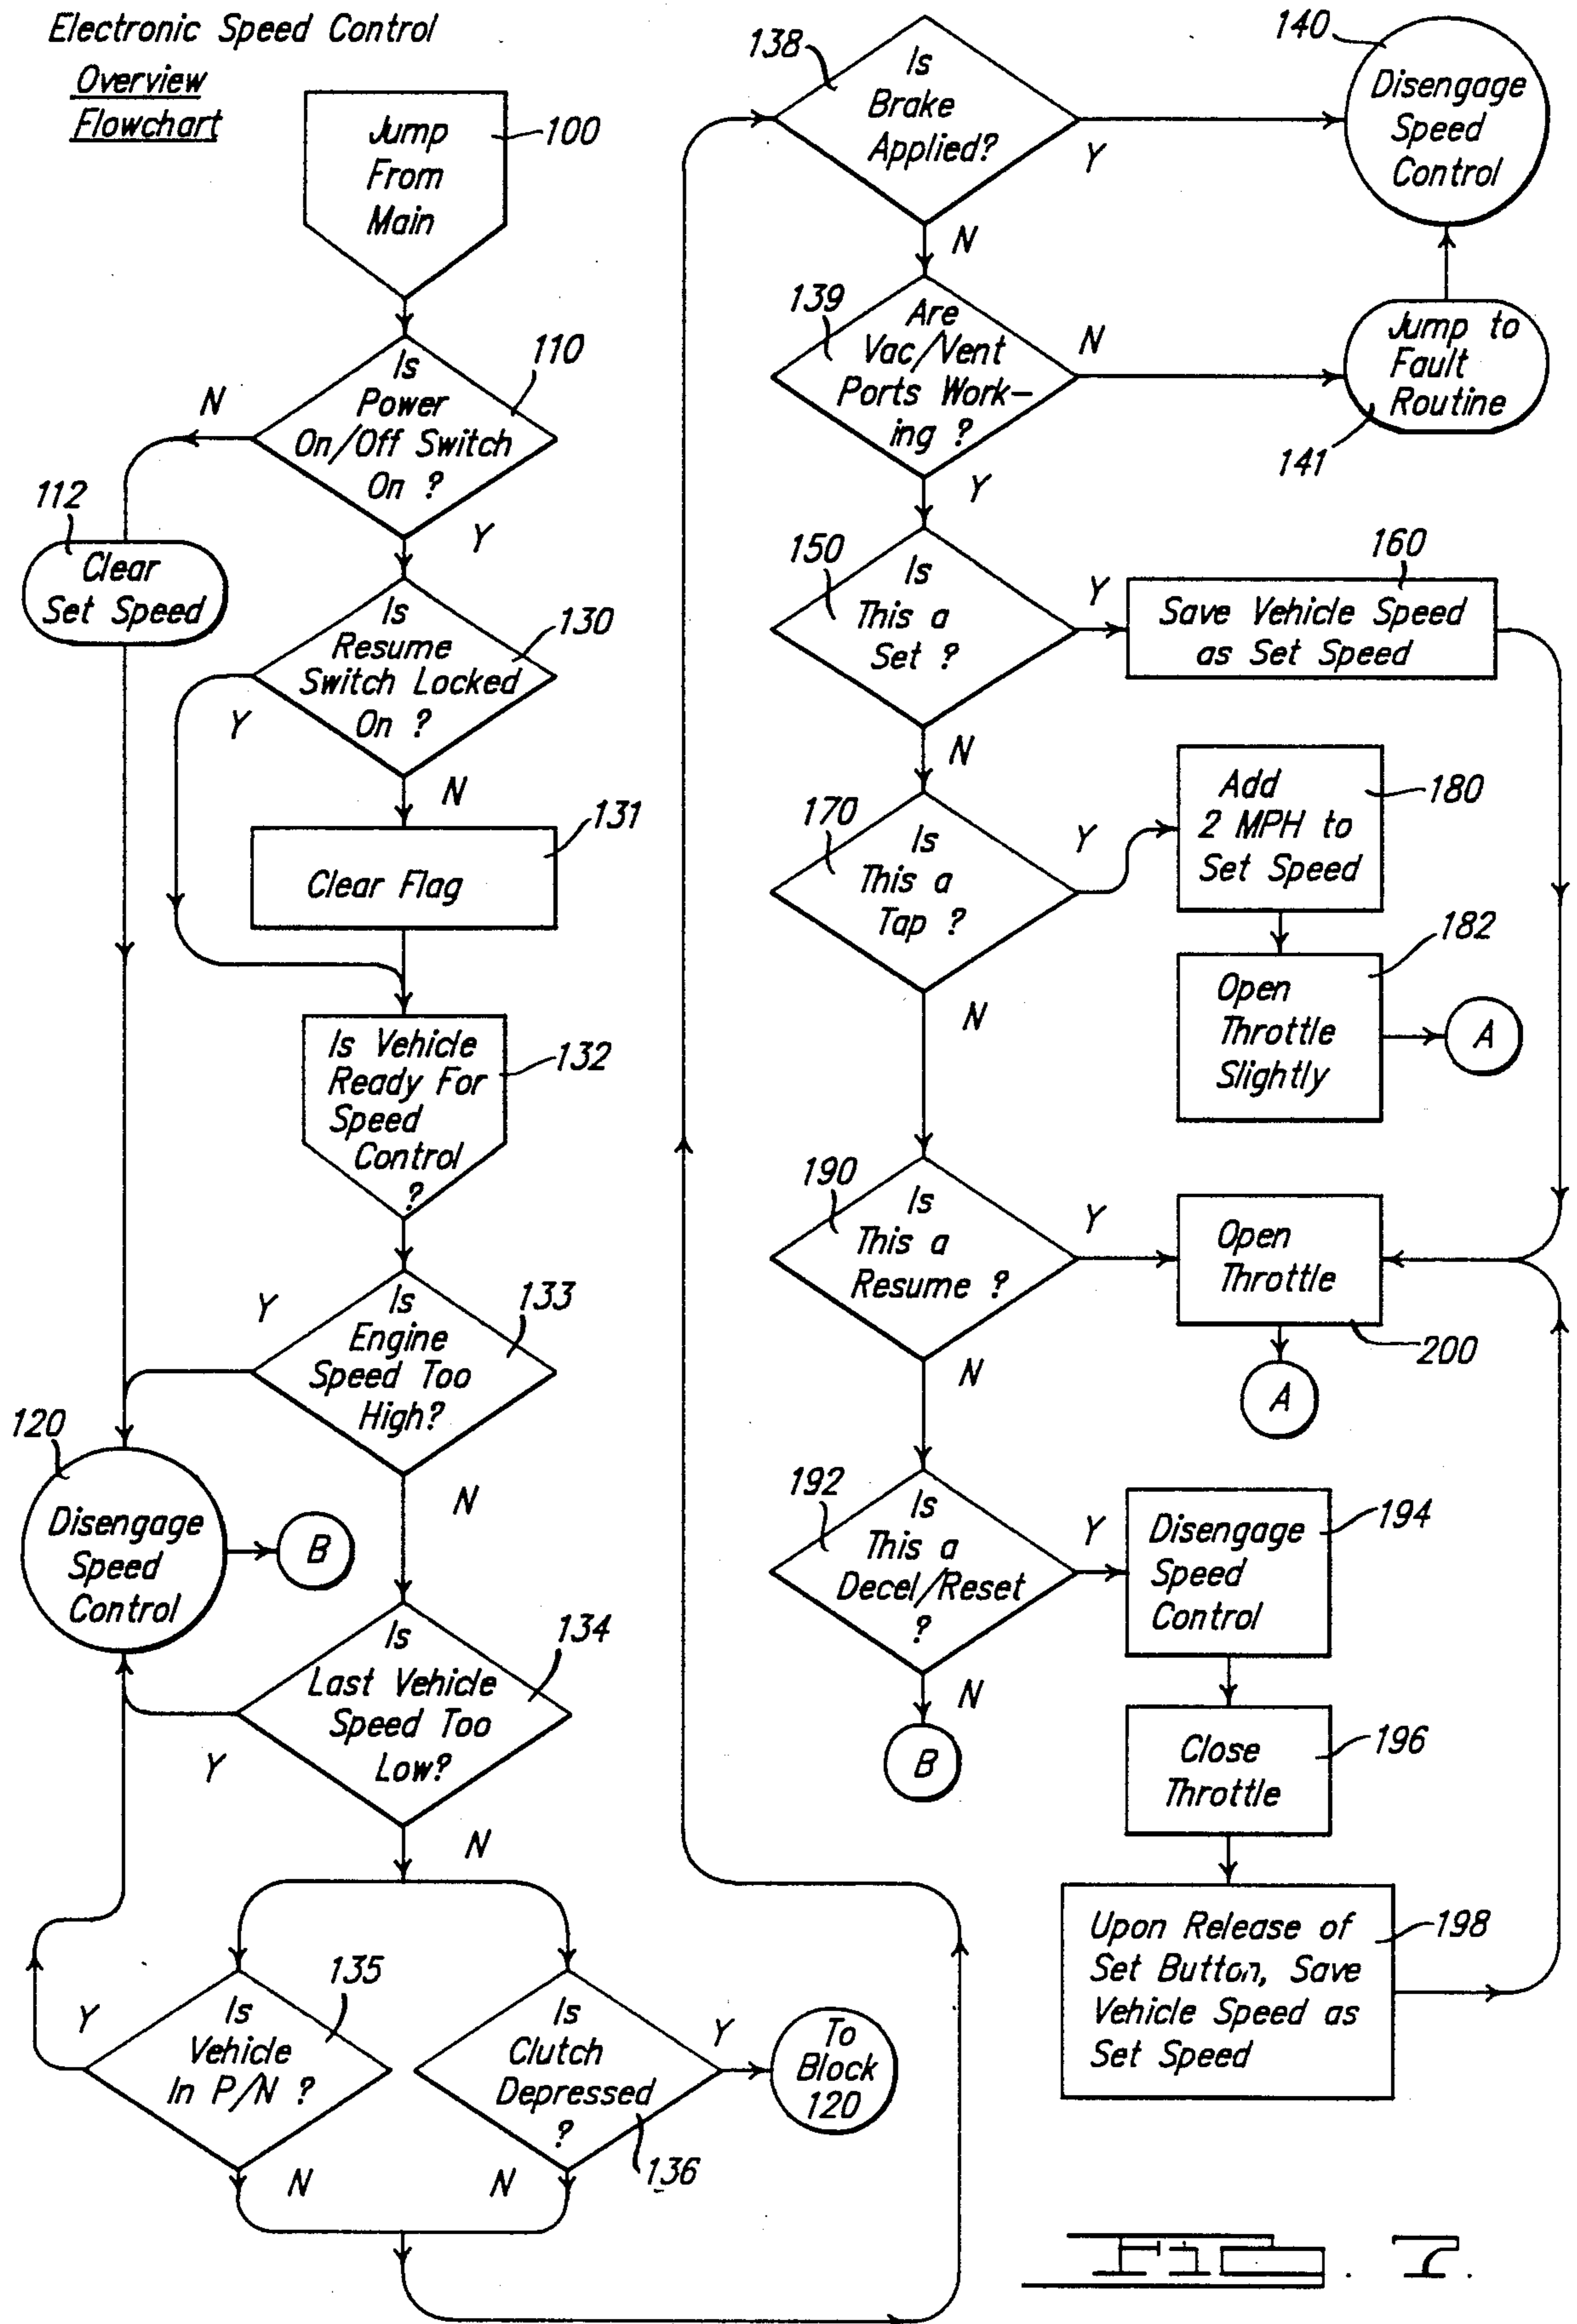 Electronic Speed Control
Overview
Flowchart
Jump
From
Main
100
Is
Power
On/Off Switch
On ?
110
N
Y
112
Clear
Set Speed
Is
Resume
Switch Locked
On ?
130
Y
N
131
Clear Flag
Is Vehicle
Ready For
Speed
Control
?
132
Is
Engine
Speed Too
High?
133
Y
N
120
Disengage
Speed
Control
B
Is
Last Vehicle
Speed Too
Low?
134
Y
N
Is
Vehicle
In P/N ?
135
Y
N
Is
Clutch
Depressed
?
136
Y
N
To
Block
120
138
Is
Brake
Applied?
Y
N
140
Disengage
Speed
Control
139
Are
Vac/Vent
Ports Work-
ing ?
N
Y
Jump to
Fault
Routine
141
150
Is
This a
Set ?
Y
N
160
Save Vehicle Speed
as Set Speed
170
Is
This a
Tap ?
Y
N
Add
2 MPH to
Set Speed
180
Open
Throttle
Slightly
182
A
190
Is
This a
Resume ?
Y
N
Open
Throttle
200
A
192
Is
This a
Decel/Reset
?
Y
N
B
Disengage
Speed
Control
194
Close
Throttle
196
Upon Release of
Set Button, Save
Vehicle Speed as
Set Speed
198
FIG. 7.